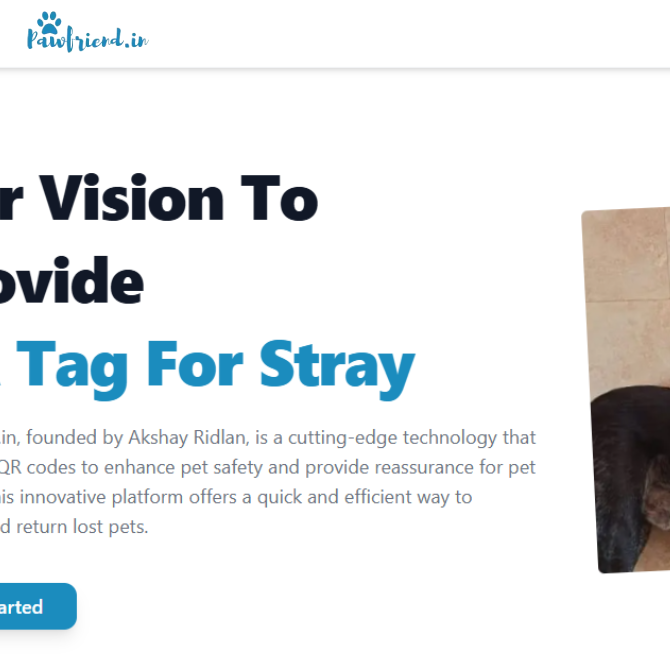 Pawfriend.in
r Vision To
ovide
Tag For Stray
.in, founded by Akshay Ridlan, is a cutting-edge technology that
QR codes to enhance pet safety and provide reassurance for pet
is innovative platform offers a quick and efficient way to
d return lost pets.
arted